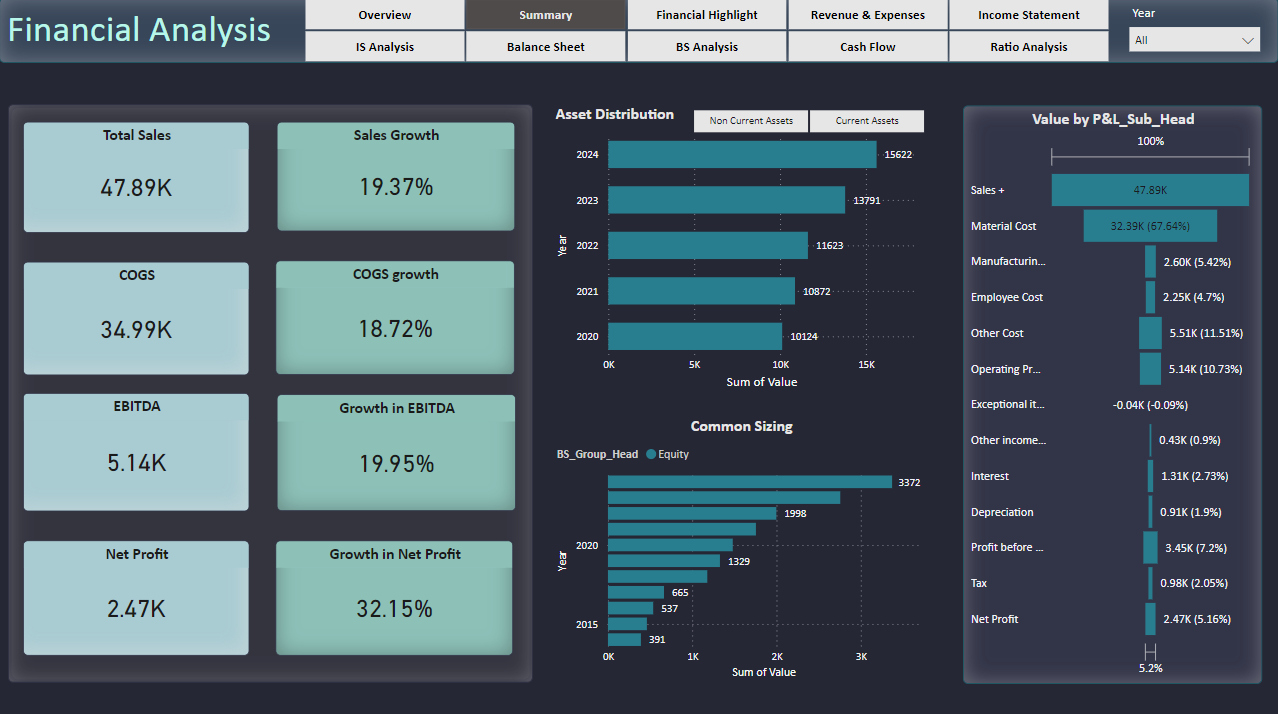 Financial Analysis
Overview
Summary
Financial Highlight
Revenue & Expenses
Income Statement
IS Analysis
Balance Sheet
BS Analysis
Cash Flow
Ratio Analysis
Year
All
Total Sales
47.89K
Sales Growth
19.37%
COGS
34.99K
COGS growth
18.72%
EBITDA
5.14K
Growth in EBITDA
19.95%
Net Profit
2.47K
Growth in Net Profit
32.15%
Asset Distribution
Non Current Assets
Current Assets
Year
2024
15622
2023
13791
2022
11623
2021
10872
2020
10124
0K
5K
10K
15K
Sum of Value
Common Sizing
BS_Group_Head
Equity
Year
3372
1998
2020
1329
665
537
2015
391
0K
1K
2K
3K
Sum of Value
Value by P&L_Sub_Head
100%
Sales +
47.89K
Material Cost
32.39K (67.64%)
Manufacturin...
2.60K (5.42%)
Employee Cost
2.25K (4.7%)
Other Cost
5.51K (11.51%)
Operating Pr...
5.14K (10.73%)
Exceptional it...
-0.04K (-0.09%)
Other income...
0.43K (0.9%)
Interest
1.31K (2.73%)
Depreciation
0.91K (1.9%)
Profit before ...
3.45K (7.2%)
Tax
0.98K (2.05%)
Net Profit
2.47K (5.16%)
5.2%